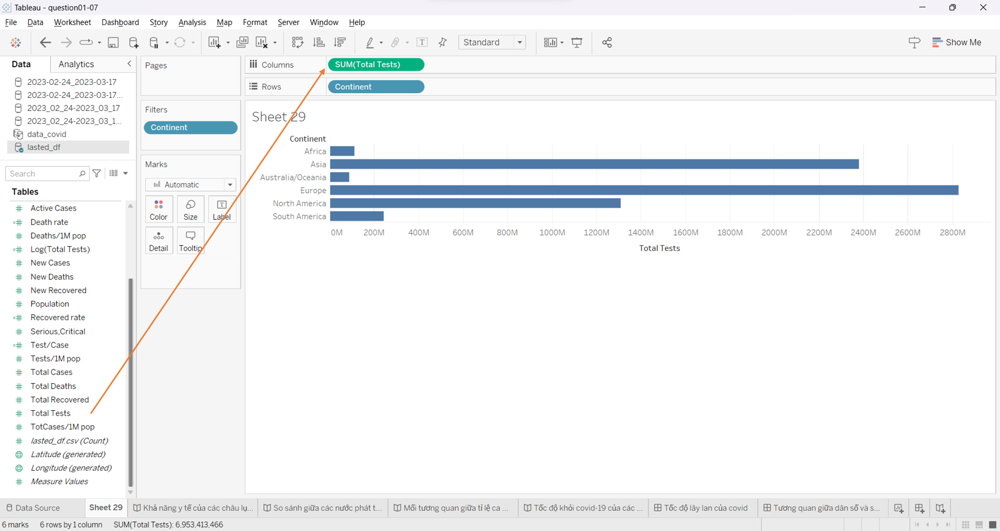 Tableau - question01-07
File Data Worksheet Dashboard Story Analysis Map Format Server Window Help
Standard
Show Me
Data Analytics
2023-02-24_2023-03-17
2023-02-24_2023-03-17...
2023_02_24-2023_03_17
2023_02_24-2023_03_1...
data_covid
lasted_df
Search
Tables
Active Cases
Death rate
Deaths/1M pop
Log(Total Tests)
New Cases
New Deaths
New Recovered
Population
Recovered rate
Serious,Critical
Test/Case
Tests/1M pop
Total Cases
Total Deaths
Total Recovered
Total Tests
TotCases/1M pop
lasted_df.csv (Count)
Latitude (generated)
Longitude (generated)
Measure Values
Pages
Filters
Continent
Marks
Automatic
Color Size Label
Detail Tooltip
Columns SUM(Total Tests)
Rows Continent
Sheet 29
Continent
Africa
Asia
Australia/Oceania
Europe
North America
South America
0M 200M 400M 600M 800M 1000M 1200M 1400M 1600M 1800M 2000M 2200M 2400M 2600M 2800M
Total Tests
Data Source Sheet 29 Khả năng y tế của các châu lụ... So sánh giữa các nước phát t... Mối tương quan giữa tỉ lệ ca ... Tốc độ khỏi covid-19 của các ... Tốc độ lây lan của covid Tương quan giữa dân số và s...
6 marks 6 rows by 1 column SUM(Total Tests): 6,953,413,466